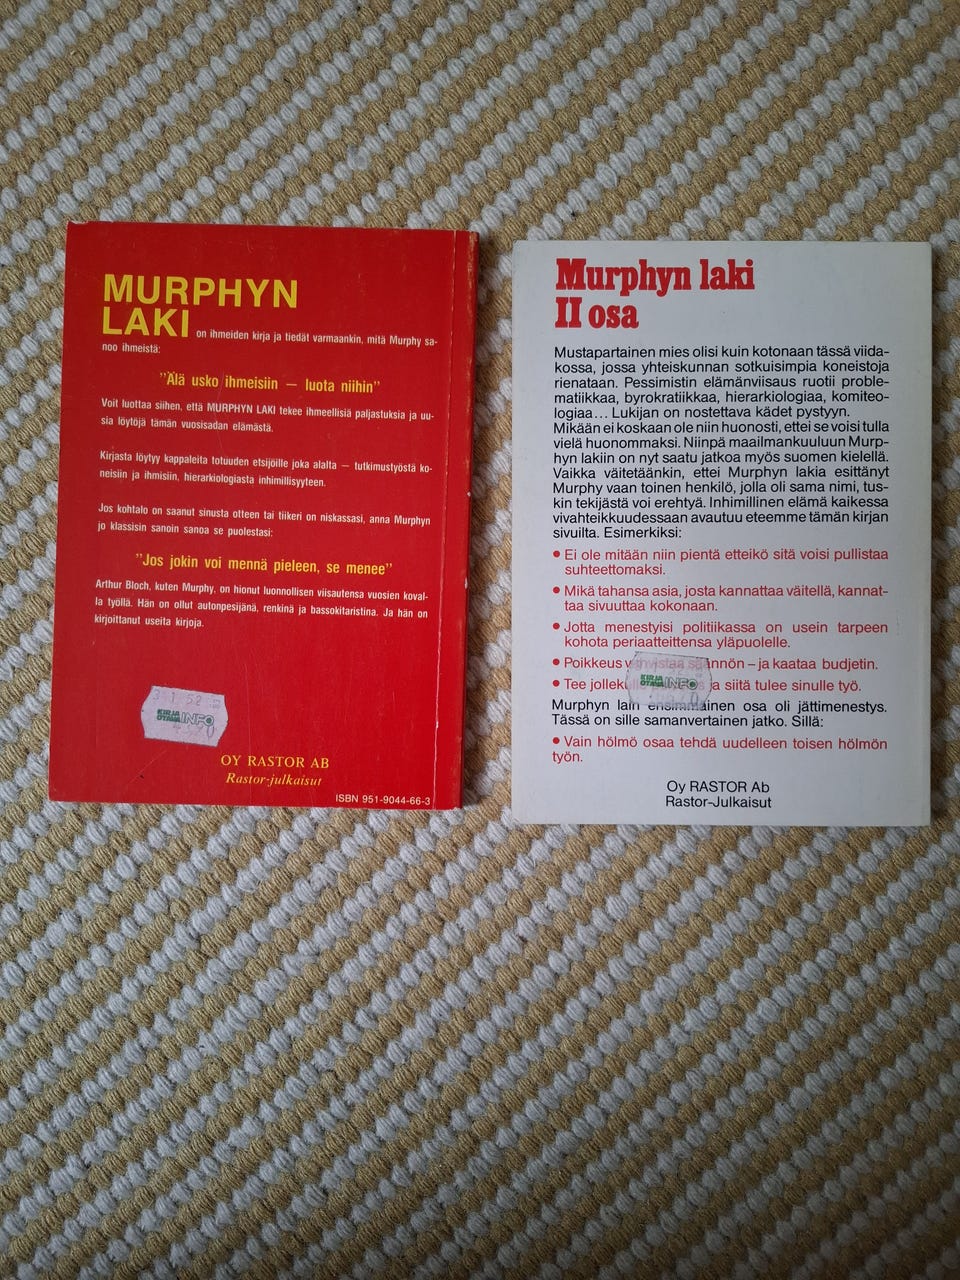 MURPHYN
LAKI on ihmeiden kirja ja tiedät varmaankin, mitä Murphy sa-
noo ihmeistä:
"Älä usko ihmeisiin — luota niihin"
Voit luottaa siihen, että MURPHYN LAKI tekee ihmeellisiä paljastuksia ja uu-
sia löytöjä tämän vuosisadan elämästä.
Kirjasta löytyy kappaleita totuuden etsijöille joka alalta — tutkimustyöstä ko-
neisiin ja ihmisiin, hierarkiologiasta inhimillisyyteen.
Jos kohtalo on saanut sinusta otteen tai tiikeri on niskassasi, anna Murphyn
jo klassisin sanoin sanoa se puolestasi:
"Jos jokin voi mennä pieleen, se menee"
Arthur Bloch, kuten Murphy, on hionut luonnollisen viisautensa vuosien koval-
la työllä. Hän on ollut autonpesijänä, renkinä ja bassokitaristina. Ja hän on
kirjoittanut useita kirjoja.
KIRJA
OTAVA INFO
OY RASTOR AB
Rastor-julkaisut
ISBN 951-9044-66-3
Murphyn laki
II osa
Mustapartainen mies olisi kuin kotonaan tässä viida-
kossa, jossa yhteiskunnan sotkuisimpia koneistoja
rienataan. Pessimistin elämänviisaus ruotii proble-
matiikkaa, byrokratiikkaa, hierarkiologiaa, komiteo-
logiaa... Lukijan on nostettava kädet pystyyn.
Mikään ei koskaan ole niin huonosti, ettei se voisi tulla
vielä huonommaksi. Niinpä maailmankuuluun Murp-
hyn lakiin on nyt saatu jatkoa myös suomen kielellä.
Vaikka väitetäänkin, ettei Murphyn lakia esittänyt
Murphy vaan toinen henkilö, jolla oli sama nimi, tus-
kin tekijästä voi erehtyä. Inhimillinen elämä kaikessa
vivahteikkuudessaan avautuu eteemme tämän kirjan
sivuilta. Esimerkiksi:
• Ei ole mitään niin pientä etteikö sitä voisi pullistaa
suhteettomaksi.
• Mikä tahansa asia, josta kannattaa väitellä, kannat-
taa sivuuttaa kokonaan.
• Jotta menestyisi politiikassa on usein tarpeen
kohota periaatteittensa yläpuolelle.
• Poikkeus vahvistaa säännön – ja kaataa budjetin.
• Tee ja siitä tulee sinulle työ.
KIRJA
OTAVA INFO
Murphyn lain ensimmäinen osa oli jättimenestys.
Tässä on sille samanvertainen jatko. Sillä:
• Vain hölmö osaa tehdä uudelleen toisen hölmön
työn.
Oy RASTOR Ab
Rastor-Julkaisut